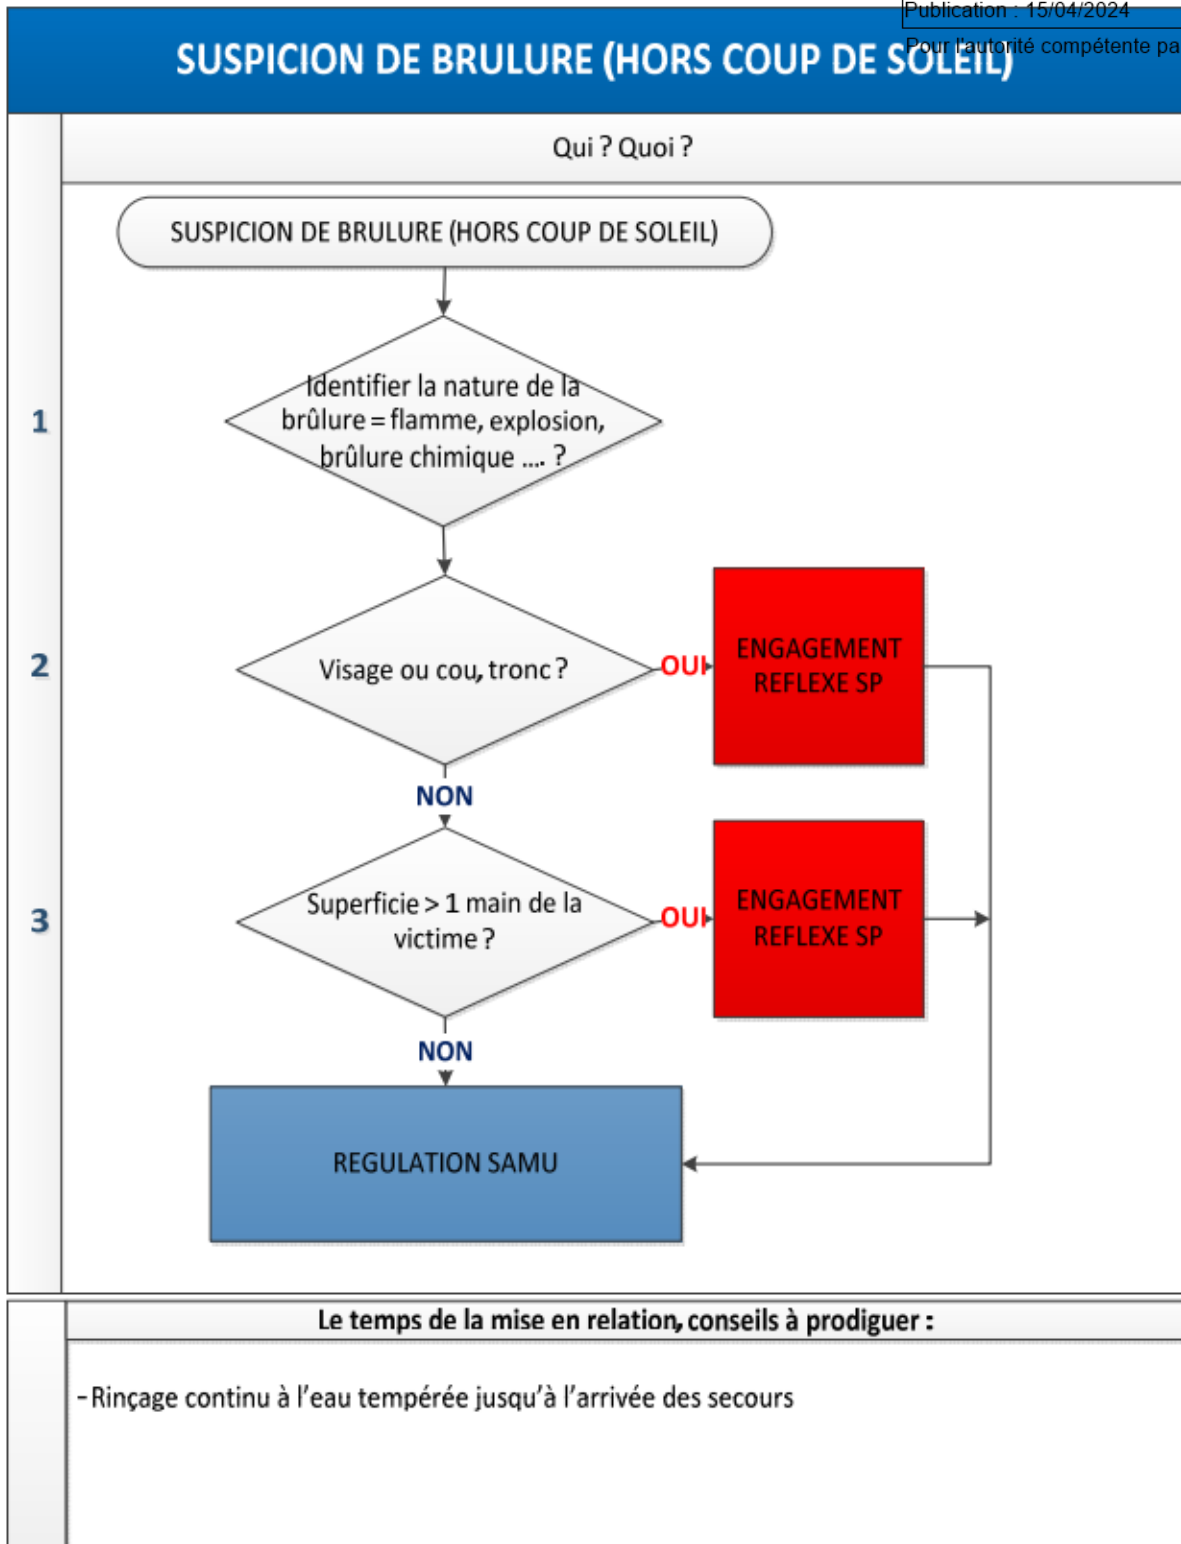 Publication : 15/04/2024
Pour l'autorité compétente pa
SUSPICION DE BRULURE (HORS COUP DE SOLEIL)
Qui ? Quoi ?
SUSPICION DE BRULURE (HORS COUP DE SOLEIL)
1
Identifier la nature de la
brûlure = flamme, explosion,
brûlure chimique .... ?
2
Visage ou cou, tronc ?
OUI
ENGAGEMENT
REFLEXE SP
NON
3
Superficie > 1 main de la
victime ?
OUI
ENGAGEMENT
REFLEXE SP
NON
REGULATION SAMU
Le temps de la mise en relation, conseils à prodiguer :
- Rinçage continu à l'eau tempérée jusqu'à l'arrivée des secours